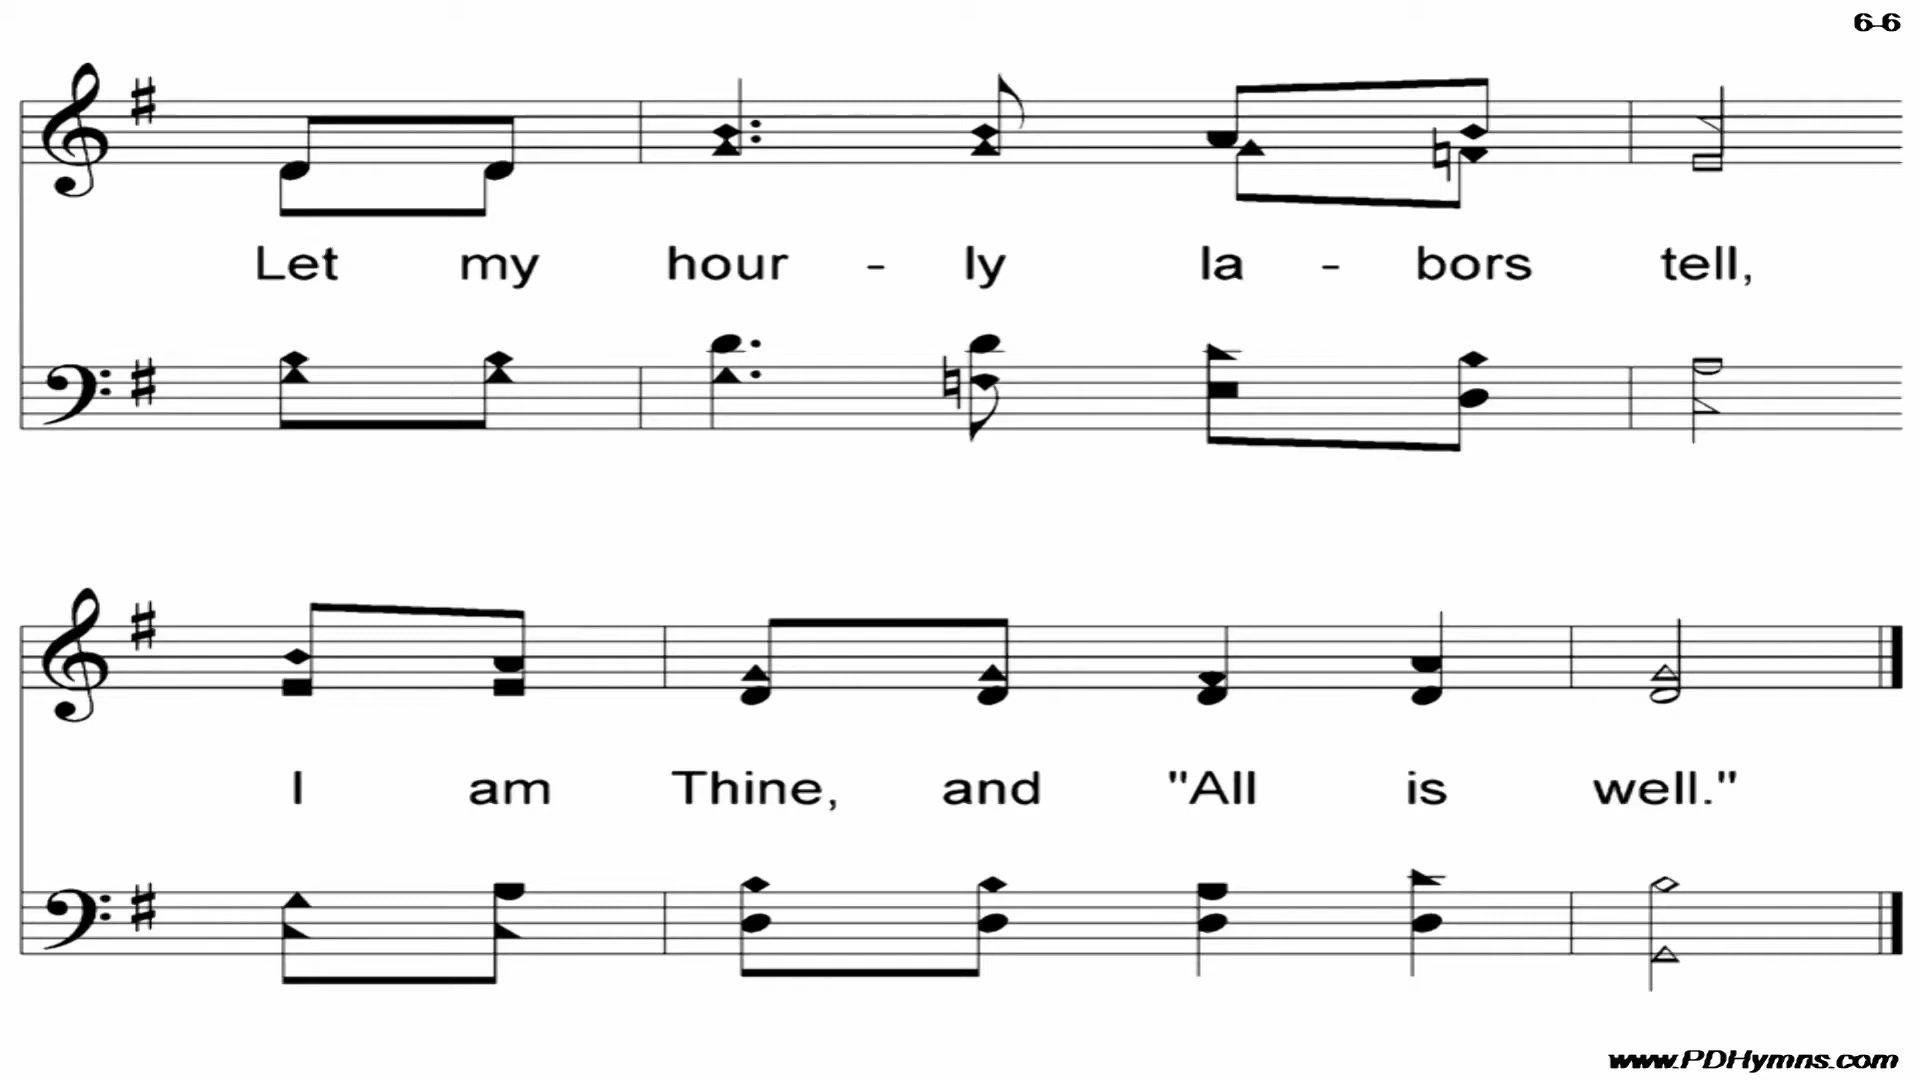 6-6
Let my hour - ly la - bors tell,
I am Thine, and "All is well."
www.PDHymns.com